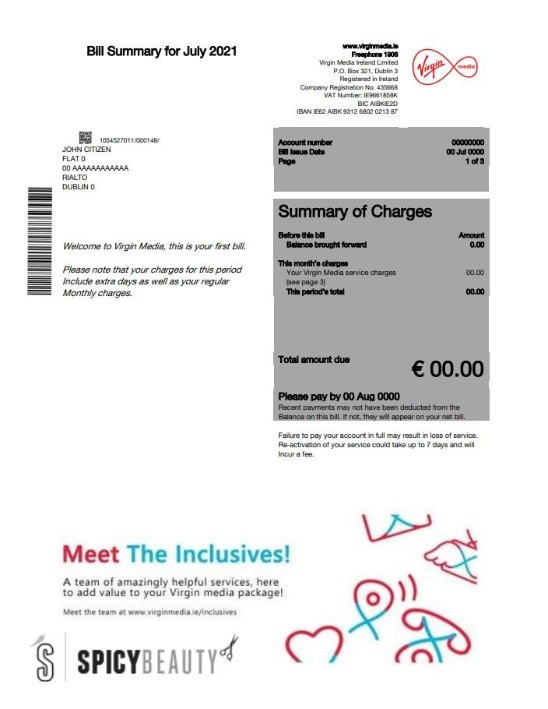 Bill Summary for July 2021
www.virginmedia.ie
Freephone 1908
Virgin Media Ireland Limited
P.O. Box 321, Dublin 3
Registered in Ireland
Company Registration No. 435668
VAT Number: IE9661858K
BIC AIBKIE2D
IBAN IE62 AIBK 9312 6802 0213 87
Virgin media
1054527011/000148/
JOHN CITIZEN
FLAT 0
00 AAAAAAAAAAAA
RIALTO
DUBLIN 0
Account number 00000000
Bill Issue Date 00 Jul 0000
Page 1 of 3
Welcome to Virgin Media, this is your first bill.
Please note that your charges for this period
Include extra days as well as your regular
Monthly charges.
Summary of Charges
Before this bill Amount
Balance brought forward 0.00
This month's charges
Your Virgin Media service charges 00.00
(see page 3)
This period's total 00.00
Total amount due € 00.00
Please pay by 00 Aug 0000
Recent payments may not have been deducted from the
Balance on this bill. If not, they will appear on your net bill.
Failure to pay your account in full may result in loss of service.
Re-activation of your service could take up to 7 days and will
Incur a fee.
Meet The Inclusives!
A team of amazingly helpful services, here
to add value to your Virgin media package!
Meet the team at www.virginmedia.ie/inclusives
SPICYBEAUTY